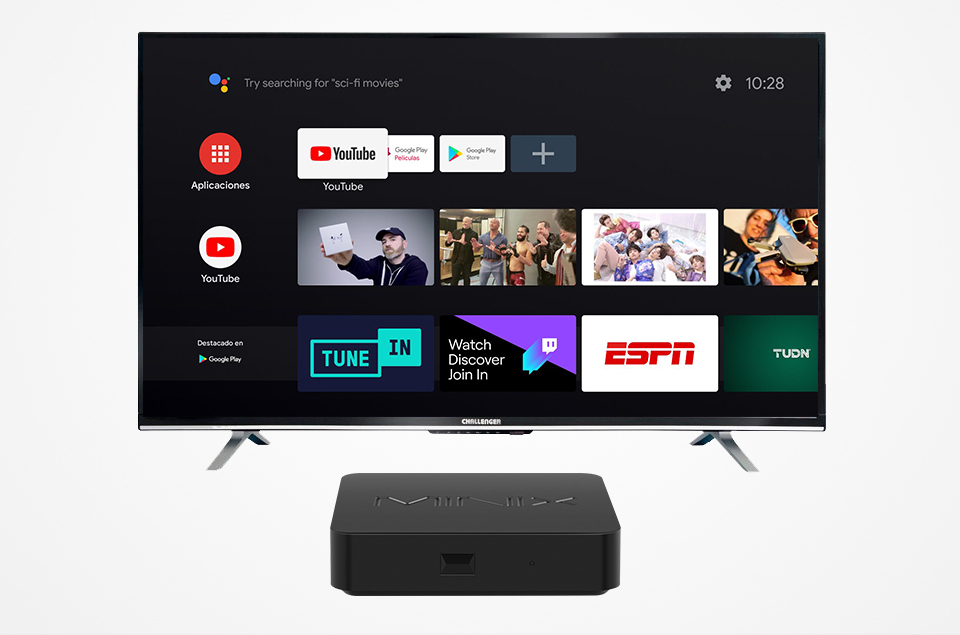 Try searching for "sci-fi movies"
10:28
YouTube
Google Play
Películas
Google Play
Store
Aplicaciones
YouTube
YouTube
Destacado en
Google Play
TUNE IN
Watch
Discover
Join In
ESPN
TUDN
CHALLENGER
MINIX